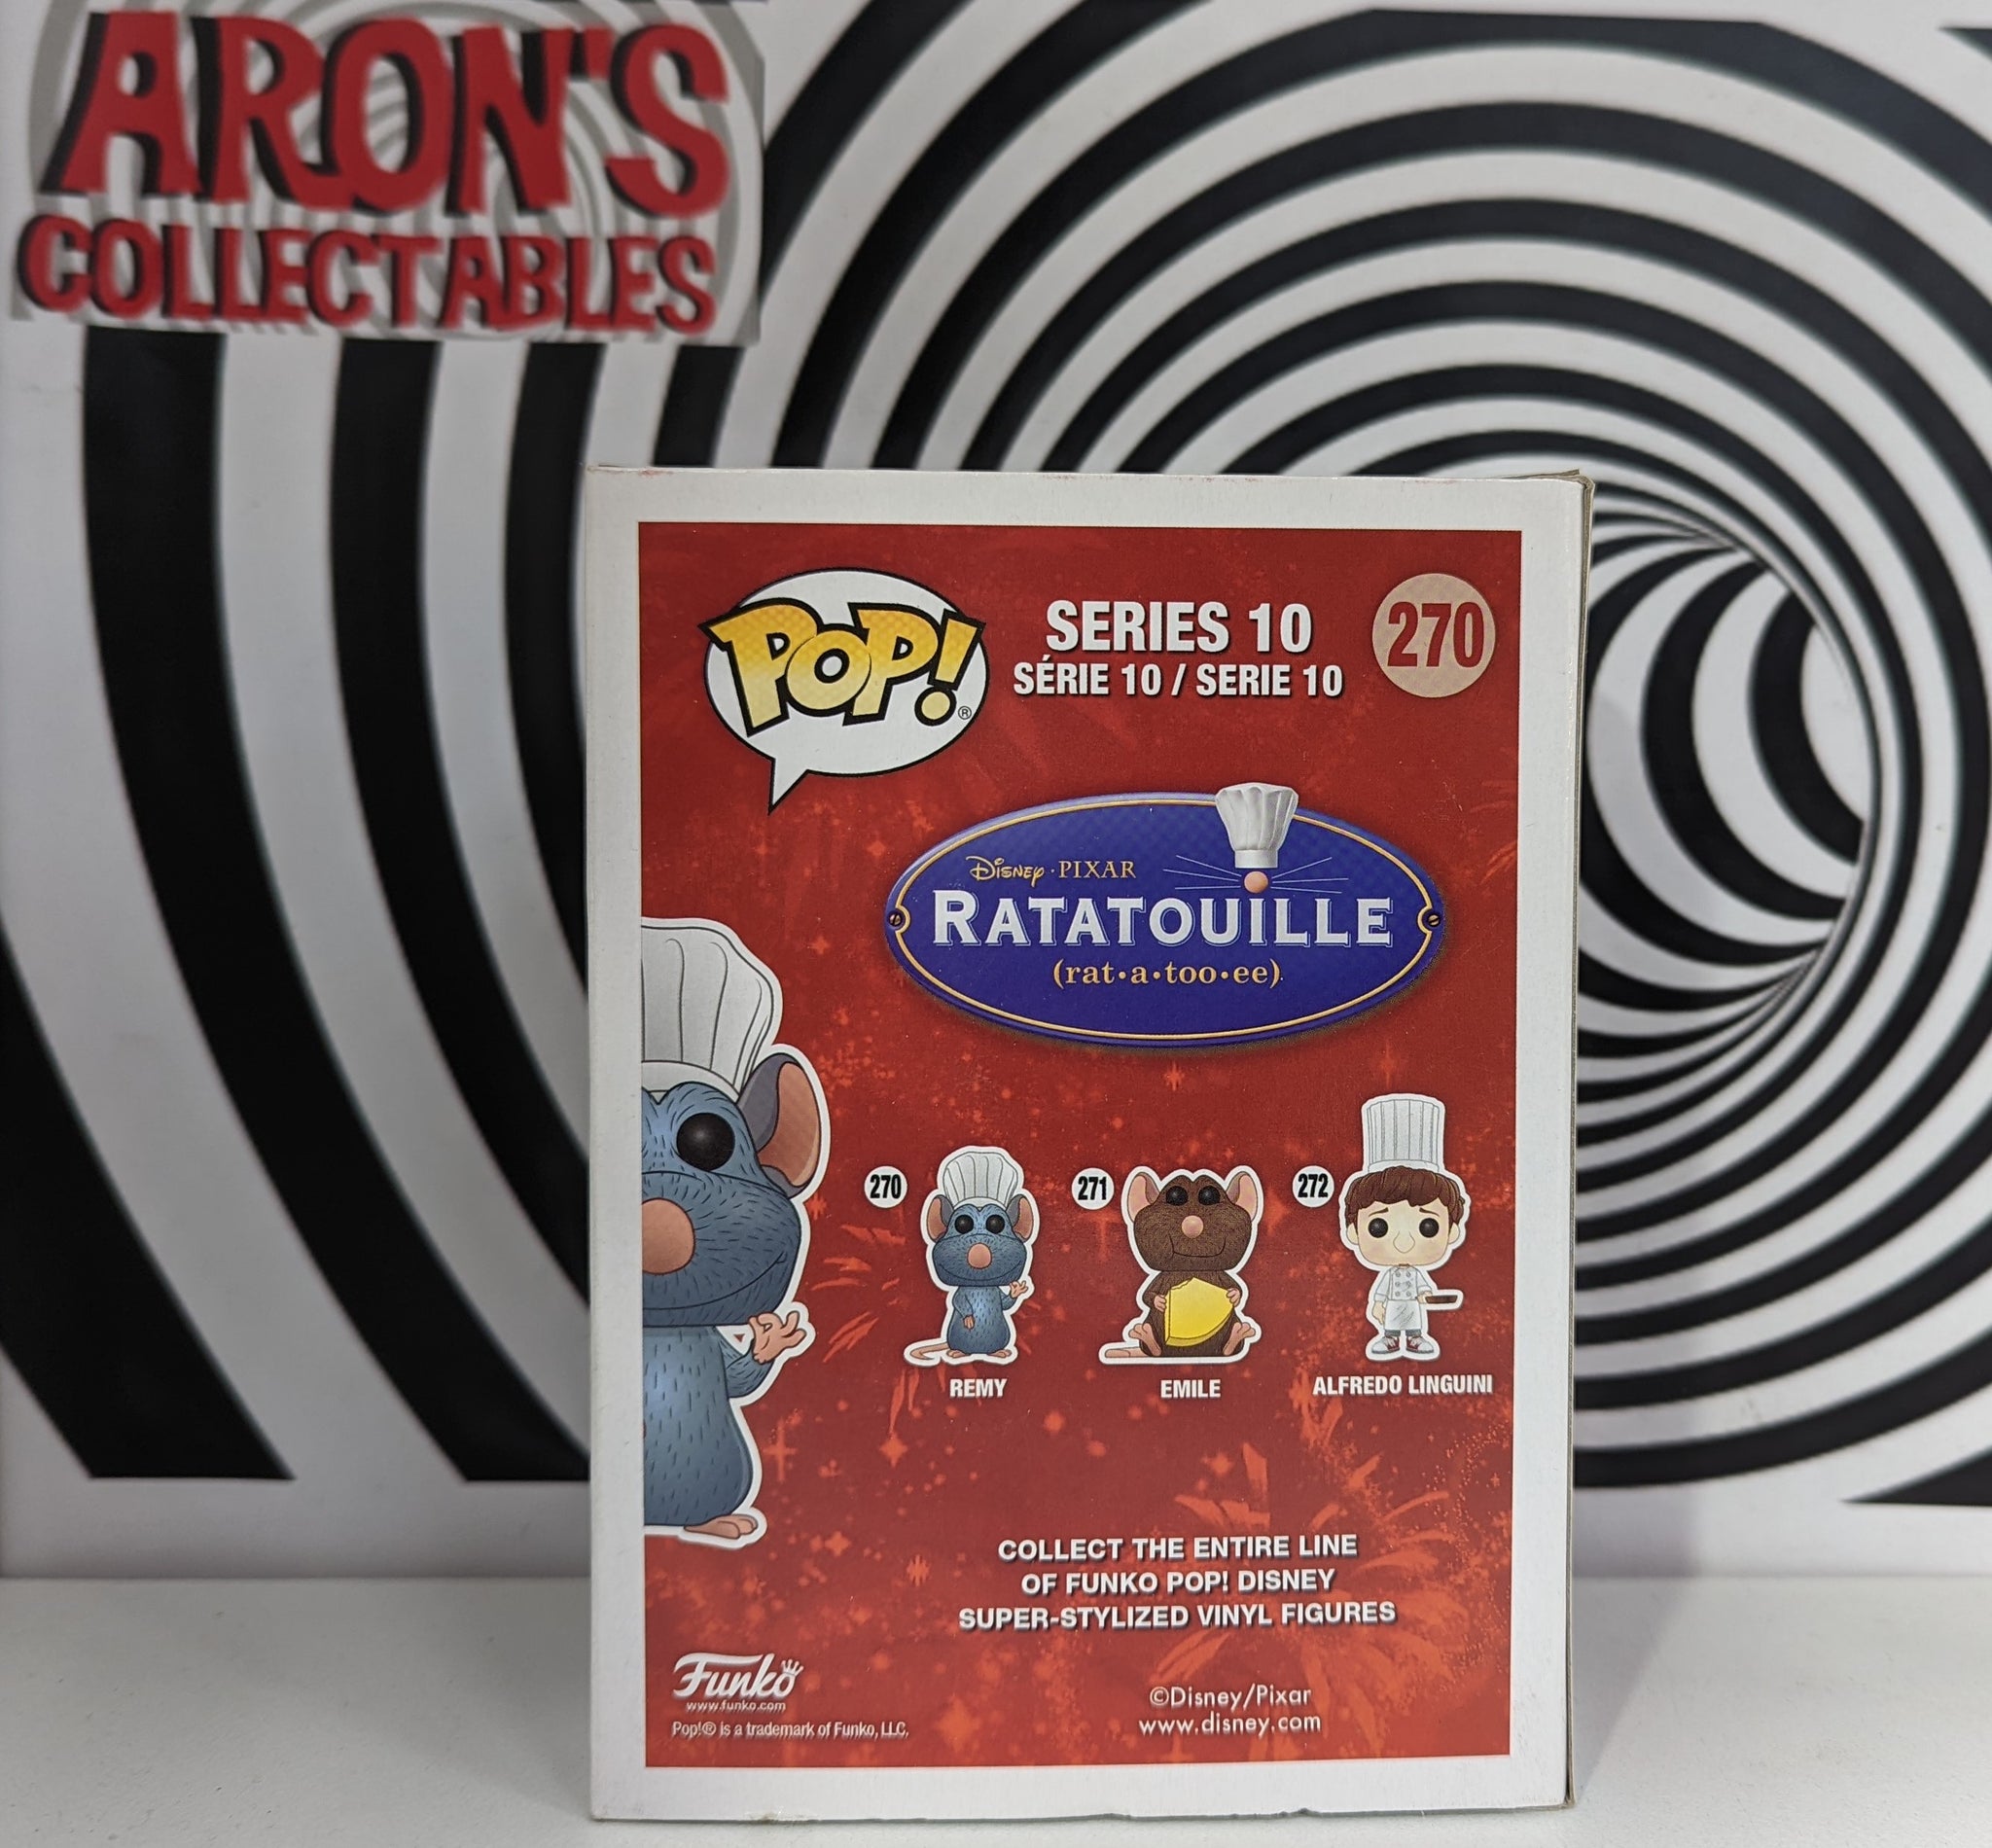 ARON'S
COLLECTABLES
POP!®
SERIES 10
SÉRIE 10 / SERIE 10
270
DISNEY · PIXAR
RATATOUILLE
(rat•a•too•ee)
270
271
272
REMY
EMILE
ALFREDO LINGUINI
COLLECT THE ENTIRE LINE
OF FUNKO POP! DISNEY
SUPER-STYLIZED VINYL FIGURES
Funko
www.funko.com
Pop!® is a trademark of Funko, LLC.
©Disney/Pixar
www.disney.com